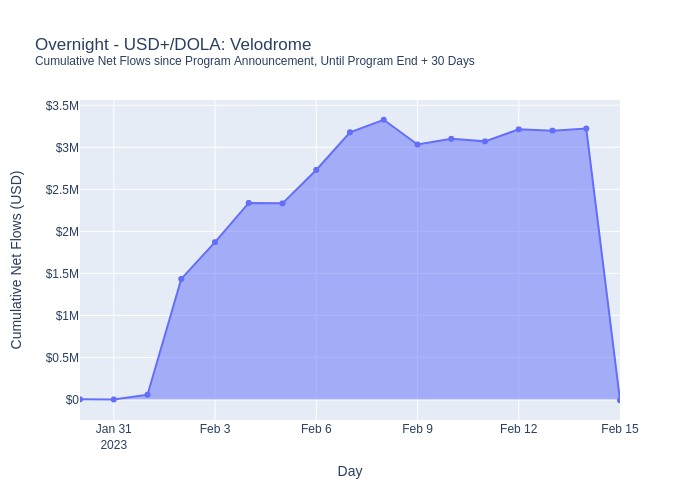 Overnight - USD+/DOLA: Velodrome
Cumulative Net Flows since Program Announcement, Until Program End + 30 Days
Cumulative Net Flows (USD)
$3.5M
$3M
$2.5M
$2M
$1.5M
$1M
$0.5M
$0
Jan 31
2023
Feb 3
Feb 6
Feb 9
Feb 12
Feb 15
Day